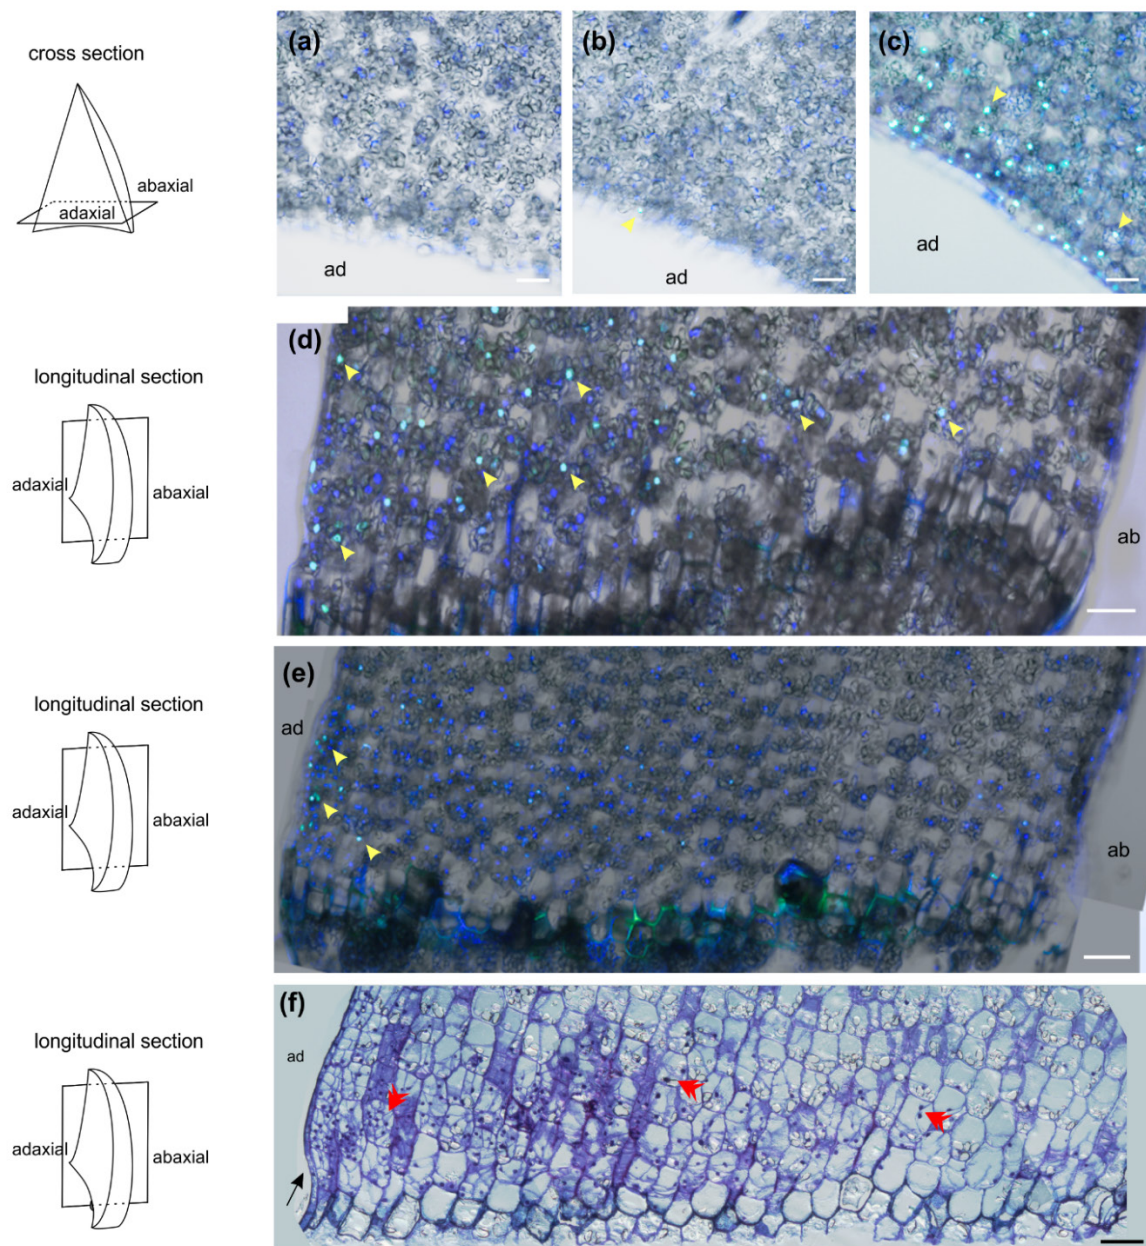 cross section
abaxial
adaxial
(a)
ad
(b)
ad
(c)
ad
longitudinal section
adaxial
abaxial
(d)
ab
longitudinal section
adaxial
abaxial
(e)
ad
ab
longitudinal section
adaxial
abaxial
(f)
ad